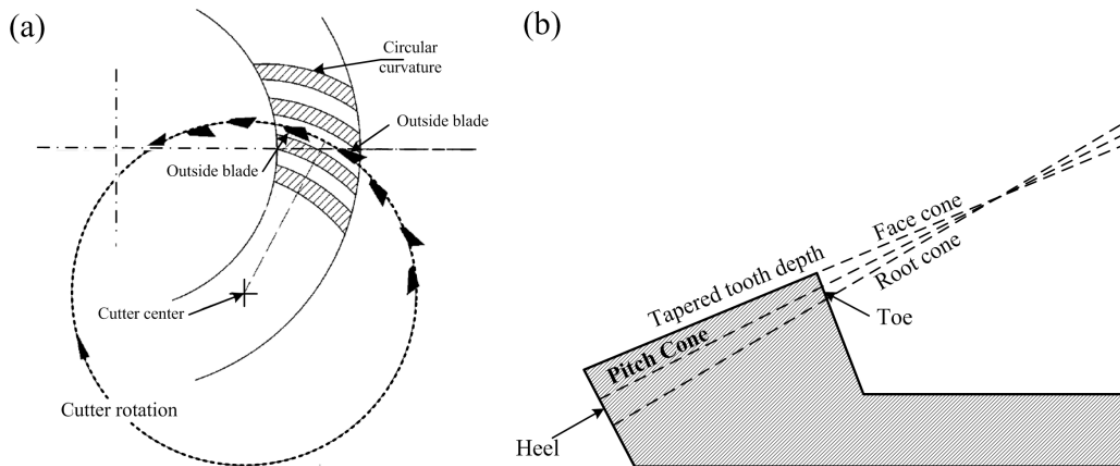 (a)
Circular
curvature
Outside blade
Outside blade
Cutter center
Cutter rotation
(b)
Face cone
Tapered tooth depth
Root cone
Toe
Pitch Cone
Heel